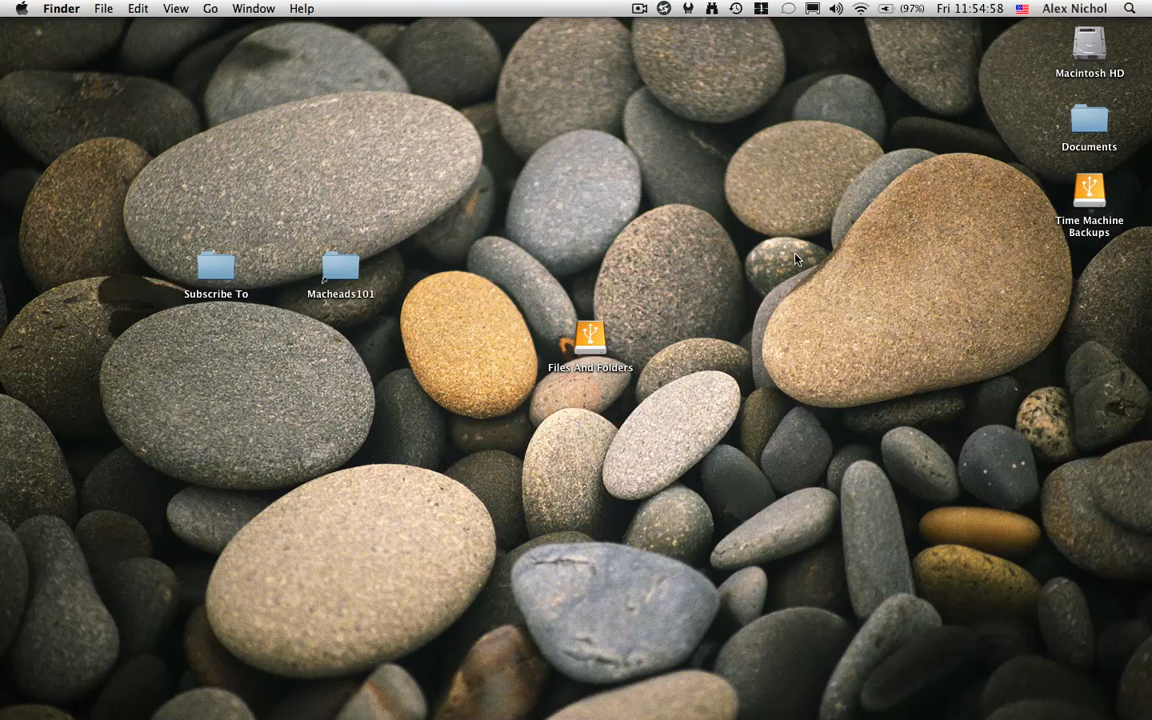 Finder File Edit View Go Window Help (97%) Fri 11:54:58 Alex Nichol
Macintosh HD
Documents
Time Machine
Backups
Subscribe To Macheads101
Files And Folders